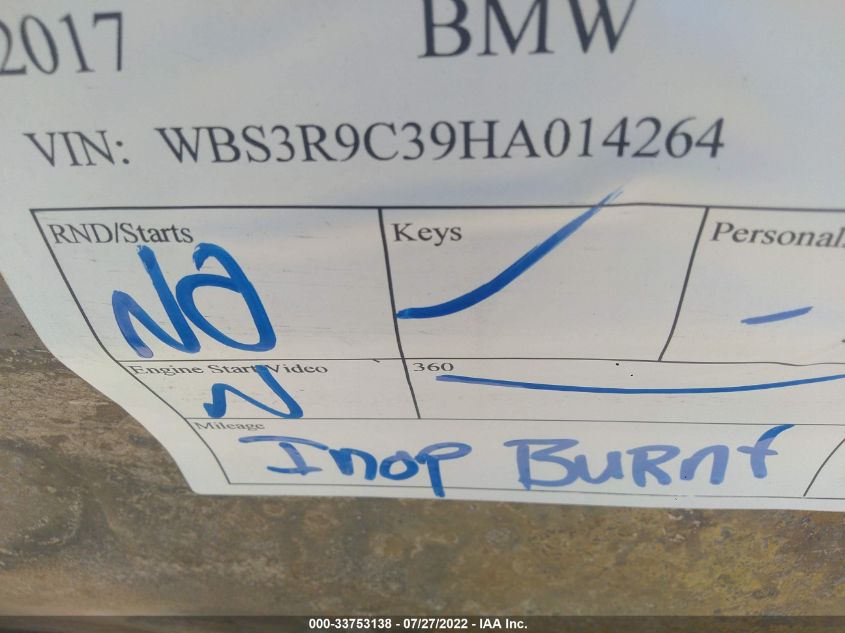 2017 BMW
VIN: WBS3R9C39HA014264
RND/Starts Keys Personal
Na
Engine Start Video 360
N
Mileage
Inop Burnt
000-33753138 - 07/27/2022 - IAA Inc.